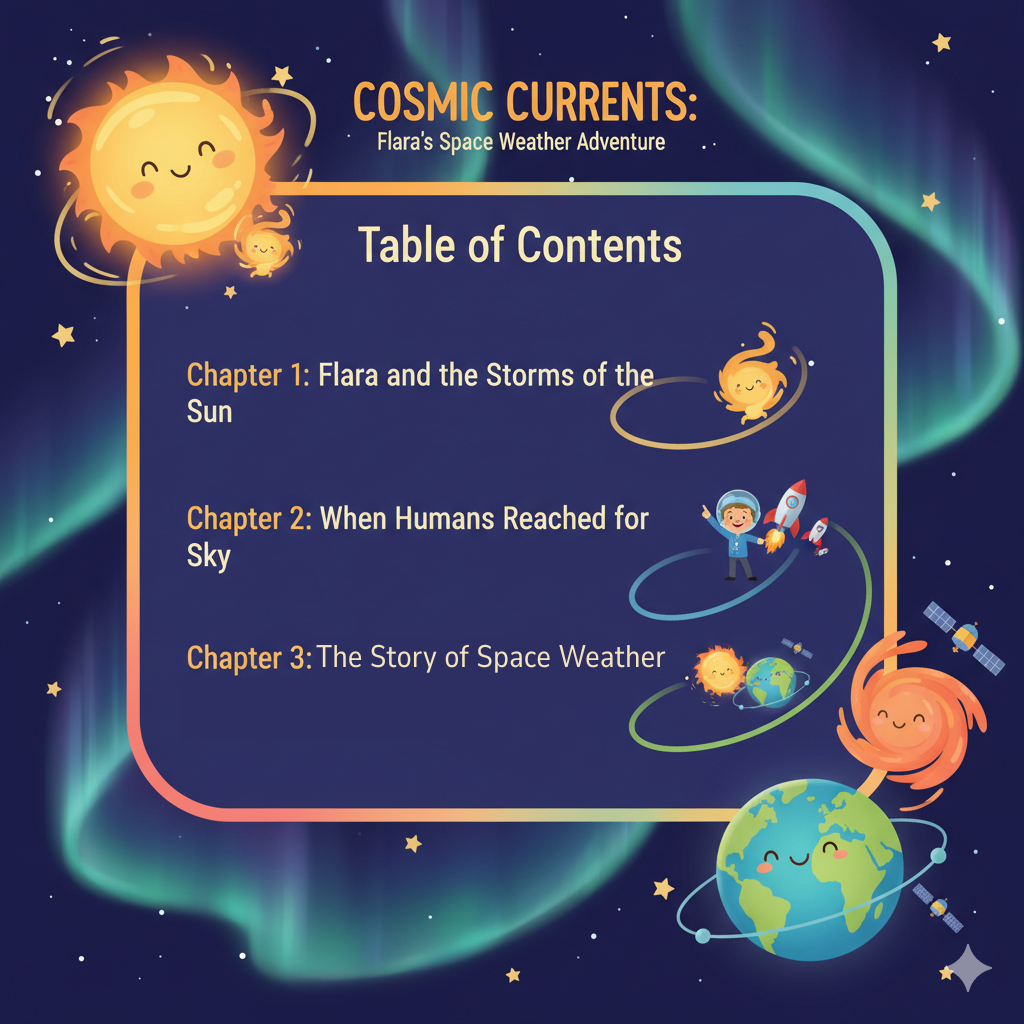 COSMIC CURRENTS:
Flara's Space Weather Adventure
Table of Contents
Chapter 1: Flara and the Storms of the
Sun
Chapter 2: When Humans Reached for
Sky
Chapter 3: The Story of Space Weather